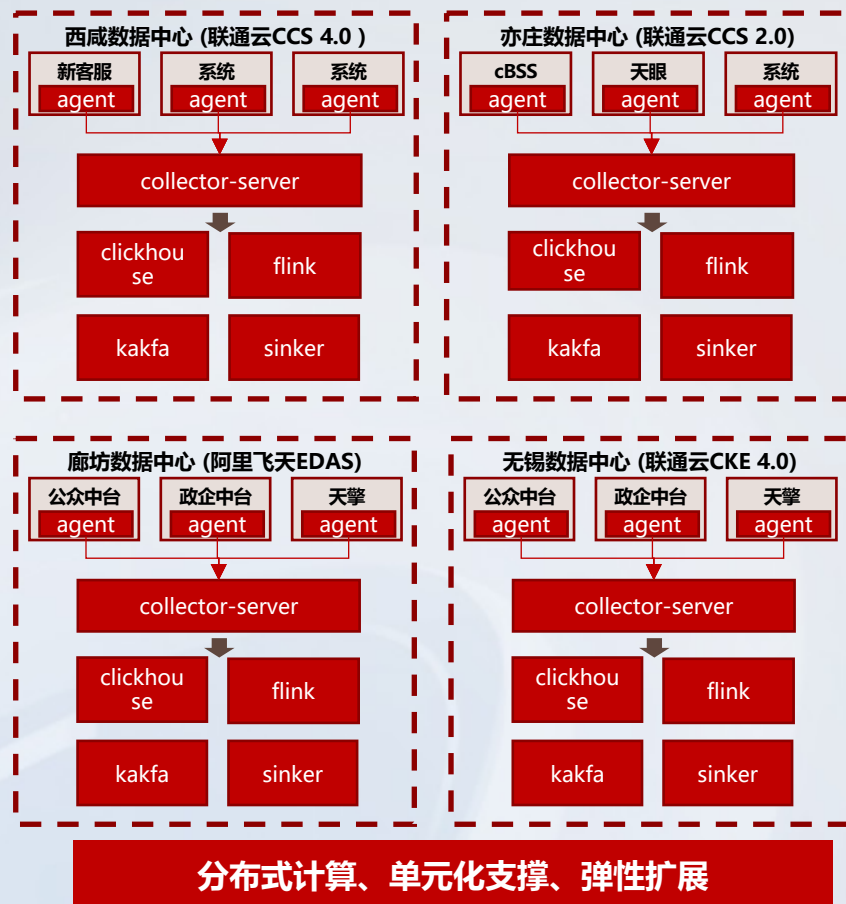 西咸数据中心 (联通云CCS 4.0 )
新客服
agent
系统
agent
系统
agent
collector-server
clickhou
se
flink
kakfa
sinker
亦庄数据中心 (联通云CCS 2.0)
cBSS
agent
天眼
agent
系统
agent
collector-server
clickhou
se
flink
kakfa
sinker
廊坊数据中心 (阿里飞天EDAS)
公众中台
agent
政企中台
agent
天擎
agent
collector-server
clickhou
se
flink
kakfa
sinker
无锡数据中心 (联通云CKE 4.0)
公众中台
agent
政企中台
agent
天擎
agent
collector-server
clickhou
se
flink
kakfa
sinker
分布式计算、单元化支撑、弹性扩展